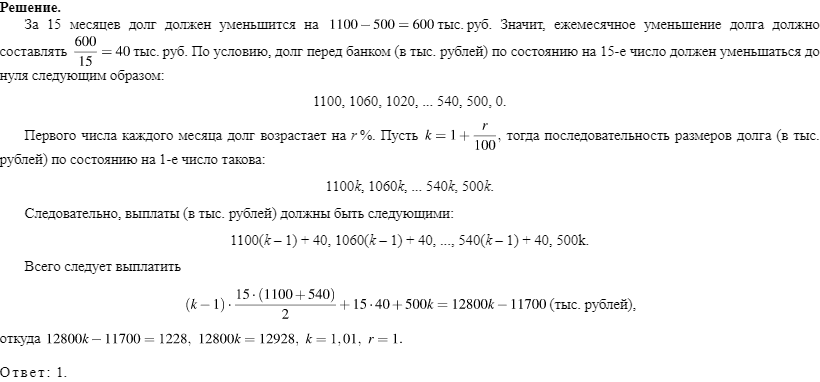 Решение.
За 15 месяцев долг должен уменьшится на 1100 − 500 = 600 тыс. руб. Значит, ежемесячное уменьшение долга должно
составлять 600/15 = 40 тыс. руб. По условию, долг перед банком (в тыс. рублей) по состоянию на 15-е число должен уменьшаться до
нуля следующим образом:
1100, 1060, 1020, ... 540, 500, 0.
Первого числа каждого месяца долг возрастает на r %. Пусть k = 1 + r/100, тогда последовательность размеров долга (в тыс.
рублей) по состоянию на 1-е число такова:
1100k, 1060k, ... 540k, 500k.
Следовательно, выплаты (в тыс. рублей) должны быть следующими:
1100(k – 1) + 40, 1060(k – 1) + 40, ..., 540(k – 1) + 40, 500k.
Всего следует выплатить
(k − 1) · 15 · (1100 + 540)/2 + 15 · 40 + 500k = 12800k − 11700 (тыс. рублей),
откуда 12800k − 11700 = 1228, 12800k = 12928, k = 1,01, r = 1.
Ответ: 1.